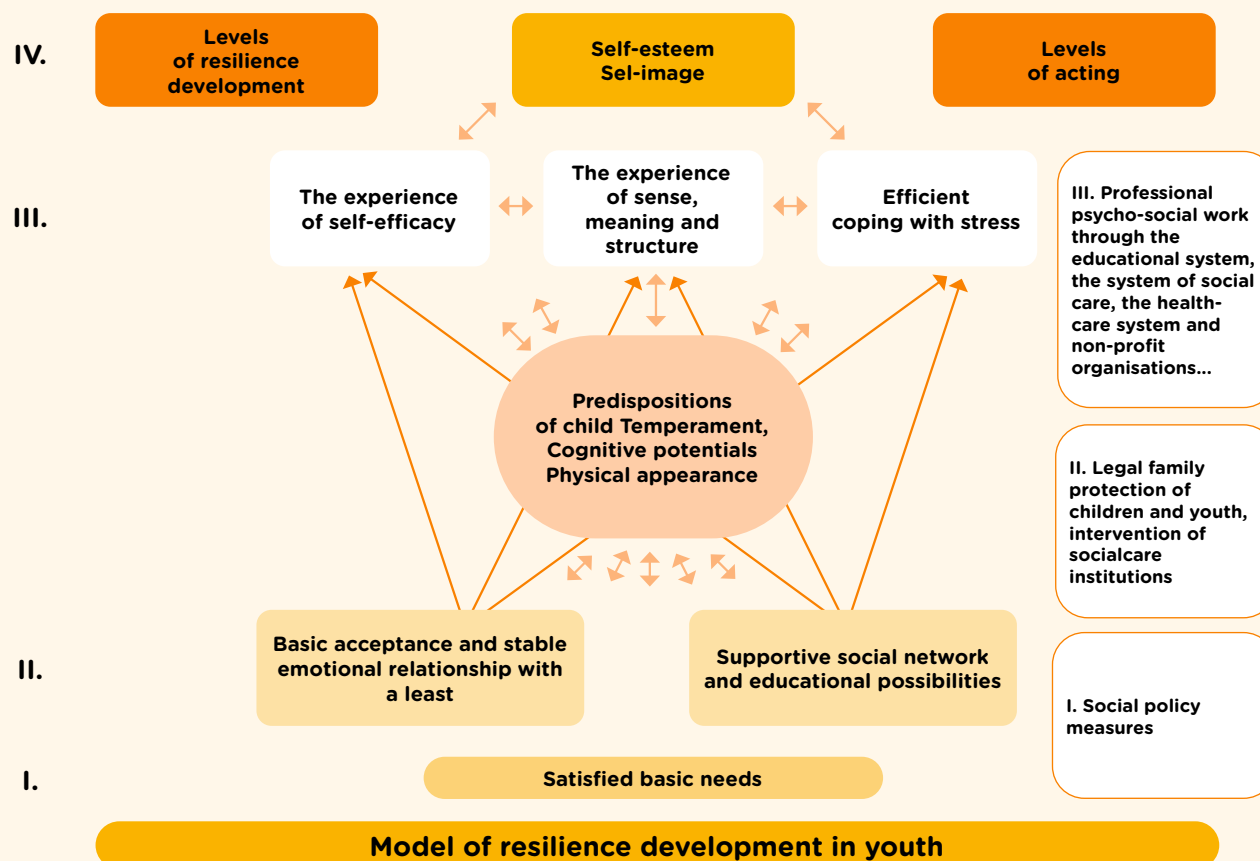 IV.
Levels
of resilience
development
Self-esteem
Sel-image
Levels
of acting
III.
The experience
of self-efficacy
The experience
of sense,
meaning and
structure
Efficient
coping with stress
III. Professional
psycho-social work
through the
educational system,
the system of social
care, the health-
care system and
non-profit
organisations...
Predispositions
of child Temperament,
Cognitive potentials
Physical appearance
II. Legal family
protection of
children and youth,
intervention of
socialcare
institutions
II.
Basic acceptance and stable
emotional relationship with
a least
Supportive social network
and educational possibilities
I. Social policy
measures
I.
Satisfied basic needs
Model of resilience development in youth